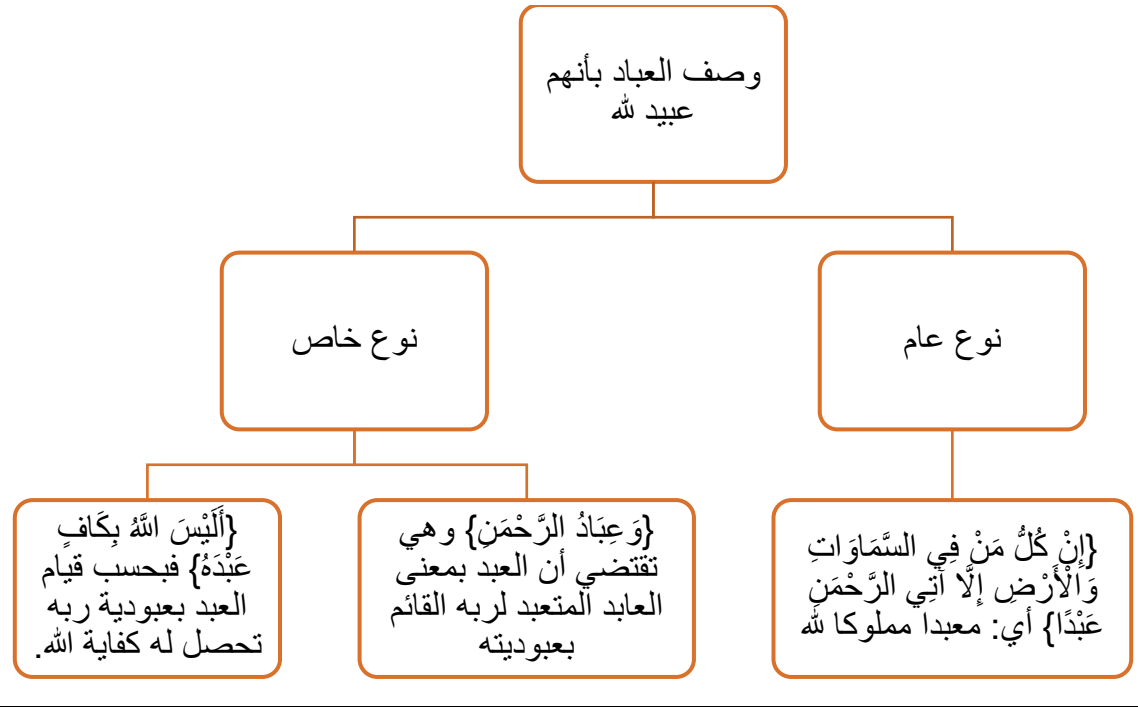 وصف العباد بأنهم
عبيد لله
نوع عام
نوع خاص
{إِنْ كُلُّ مَنْ فِي السَّمَاوَاتِ
وَالْأَرْضِ إِلَّا آتِي الرَّحْمَنِ
عَبْدًا} أي: معبدا مملوكا لله
{وَعِبَادُ الرَّحْمَنِ} وهي
تقتضي أن العبد بمعنى
العابد المتعبد لربه القائم
بعبوديته
{أَلَيْسَ اللَّهُ بِكَافٍ
عَبْدَهُ} فبحسب قيام
العبد بعبودية ربه
تحصل له كفاية الله.